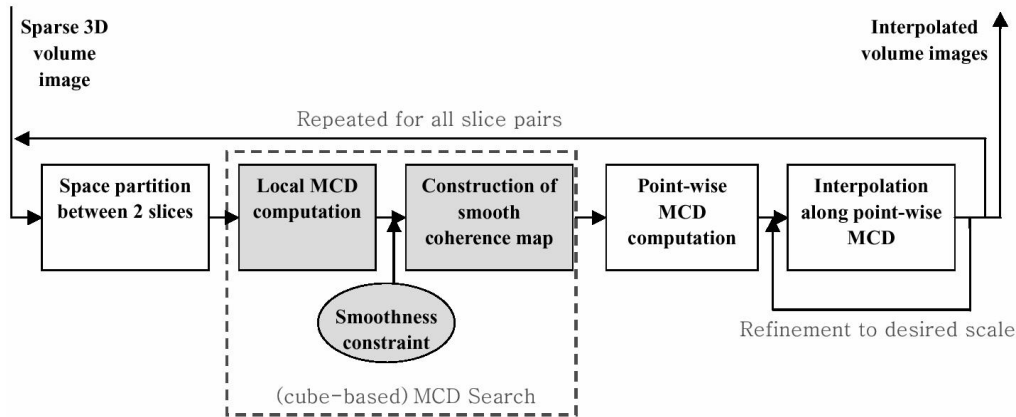 Sparse 3D
volume
image
Interpolated
volume images
Repeated for all slice pairs
Space partition
between 2 slices
Local MCD
computation
Construction of
smooth
coherence map
Point-wise
MCD
computation
Interpolation
along point-wise
MCD
Smoothness
constraint
Refinement to desired scale
(cube-based) MCD Search